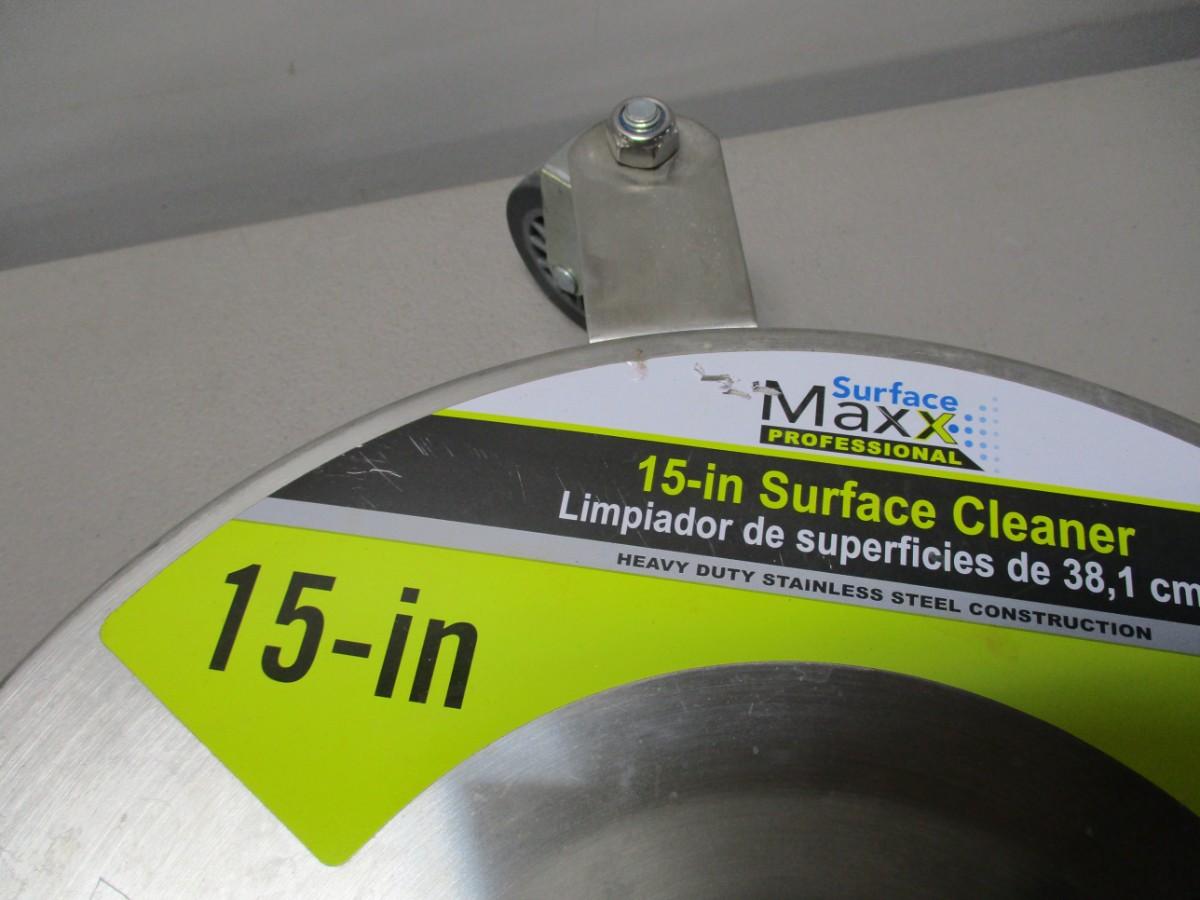 Surface
Maxx
PROFESSIONAL
15-in Surface Cleaner
Limpiador de superficies de 38,1 cm
HEAVY DUTY STAINLESS STEEL CONSTRUCTION
15-in